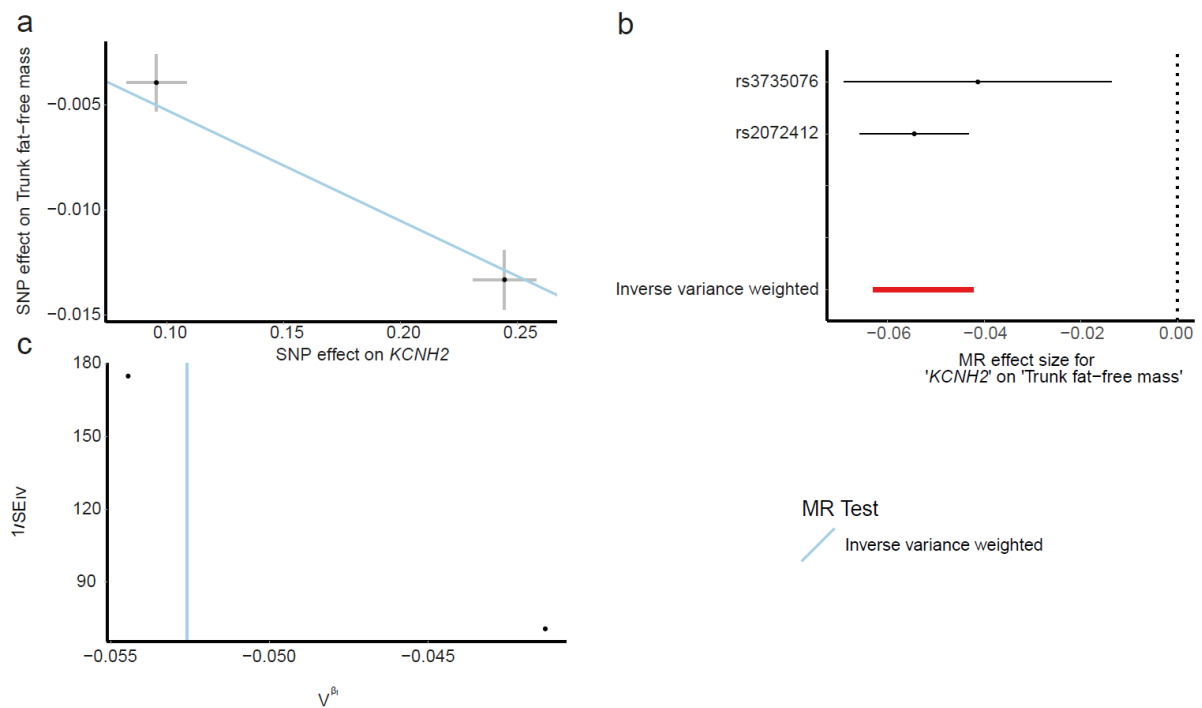 a
SNP effect on Trunk fat−free mass
−0.005
−0.010
−0.015
0.10
0.15
0.20
0.25
SNP effect on KCNH2
b
rs3735076
rs2072412
Inverse variance weighted
−0.06
−0.04
−0.02
0.00
MR effect size for
'KCNH2' on 'Trunk fat−free mass'
c
180
150
120
90
1/SEIV
−0.055
−0.050
−0.045
VβI
MR Test
Inverse variance weighted